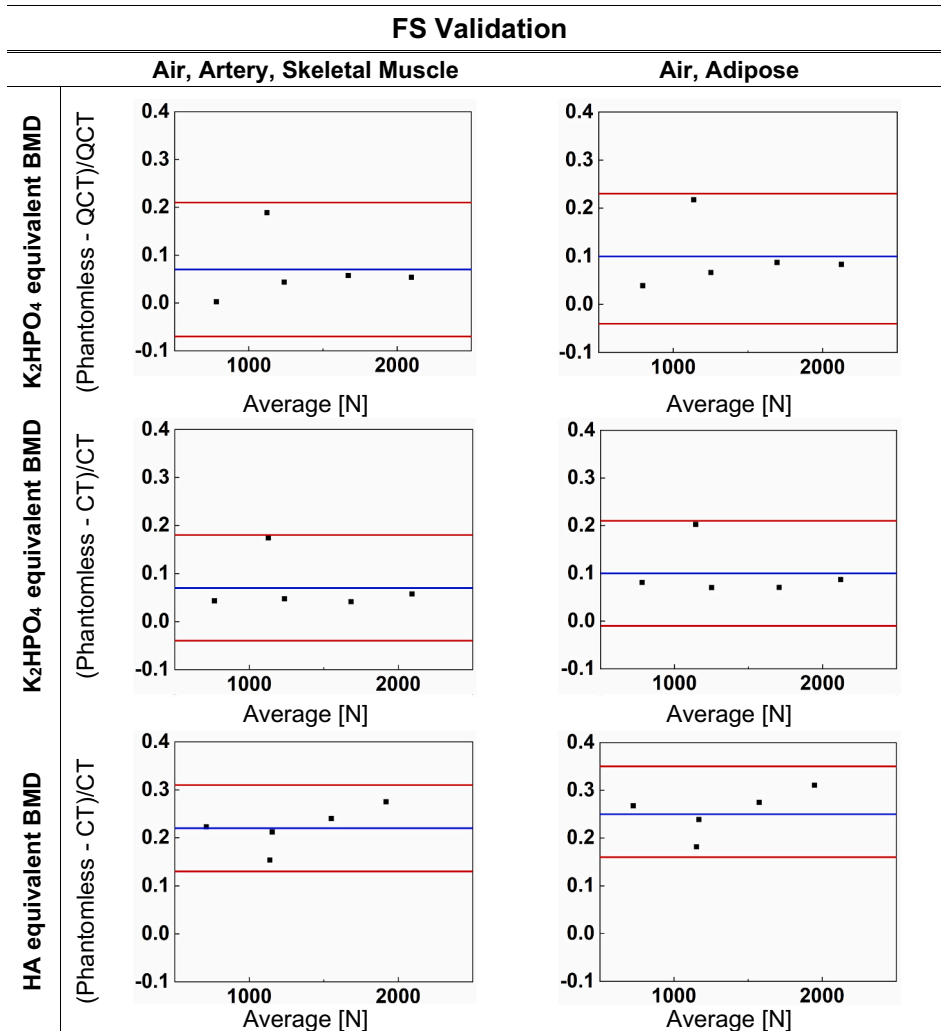 FS Validation
Air, Artery, Skeletal Muscle
Air, Adipose
K₂HPO₄ equivalent BMD
(Phantomless - QCT)/QCT
0.4
0.3
0.2
0.1
0.0
-0.1
1000 2000
Average [N]
0.4
0.3
0.2
0.1
0.0
-0.1
1000 2000
Average [N]
K₂HPO₄ equivalent BMD
(Phantomless - CT)/CT
0.4
0.3
0.2
0.1
0.0
-0.1
1000 2000
Average [N]
0.4
0.3
0.2
0.1
0.0
-0.1
1000 2000
Average [N]
HA equivalent BMD
(Phantomless - CT)/CT
0.4
0.3
0.2
0.1
0.0
-0.1
1000 2000
Average [N]
0.4
0.3
0.2
0.1
0.0
-0.1
1000 2000
Average [N]